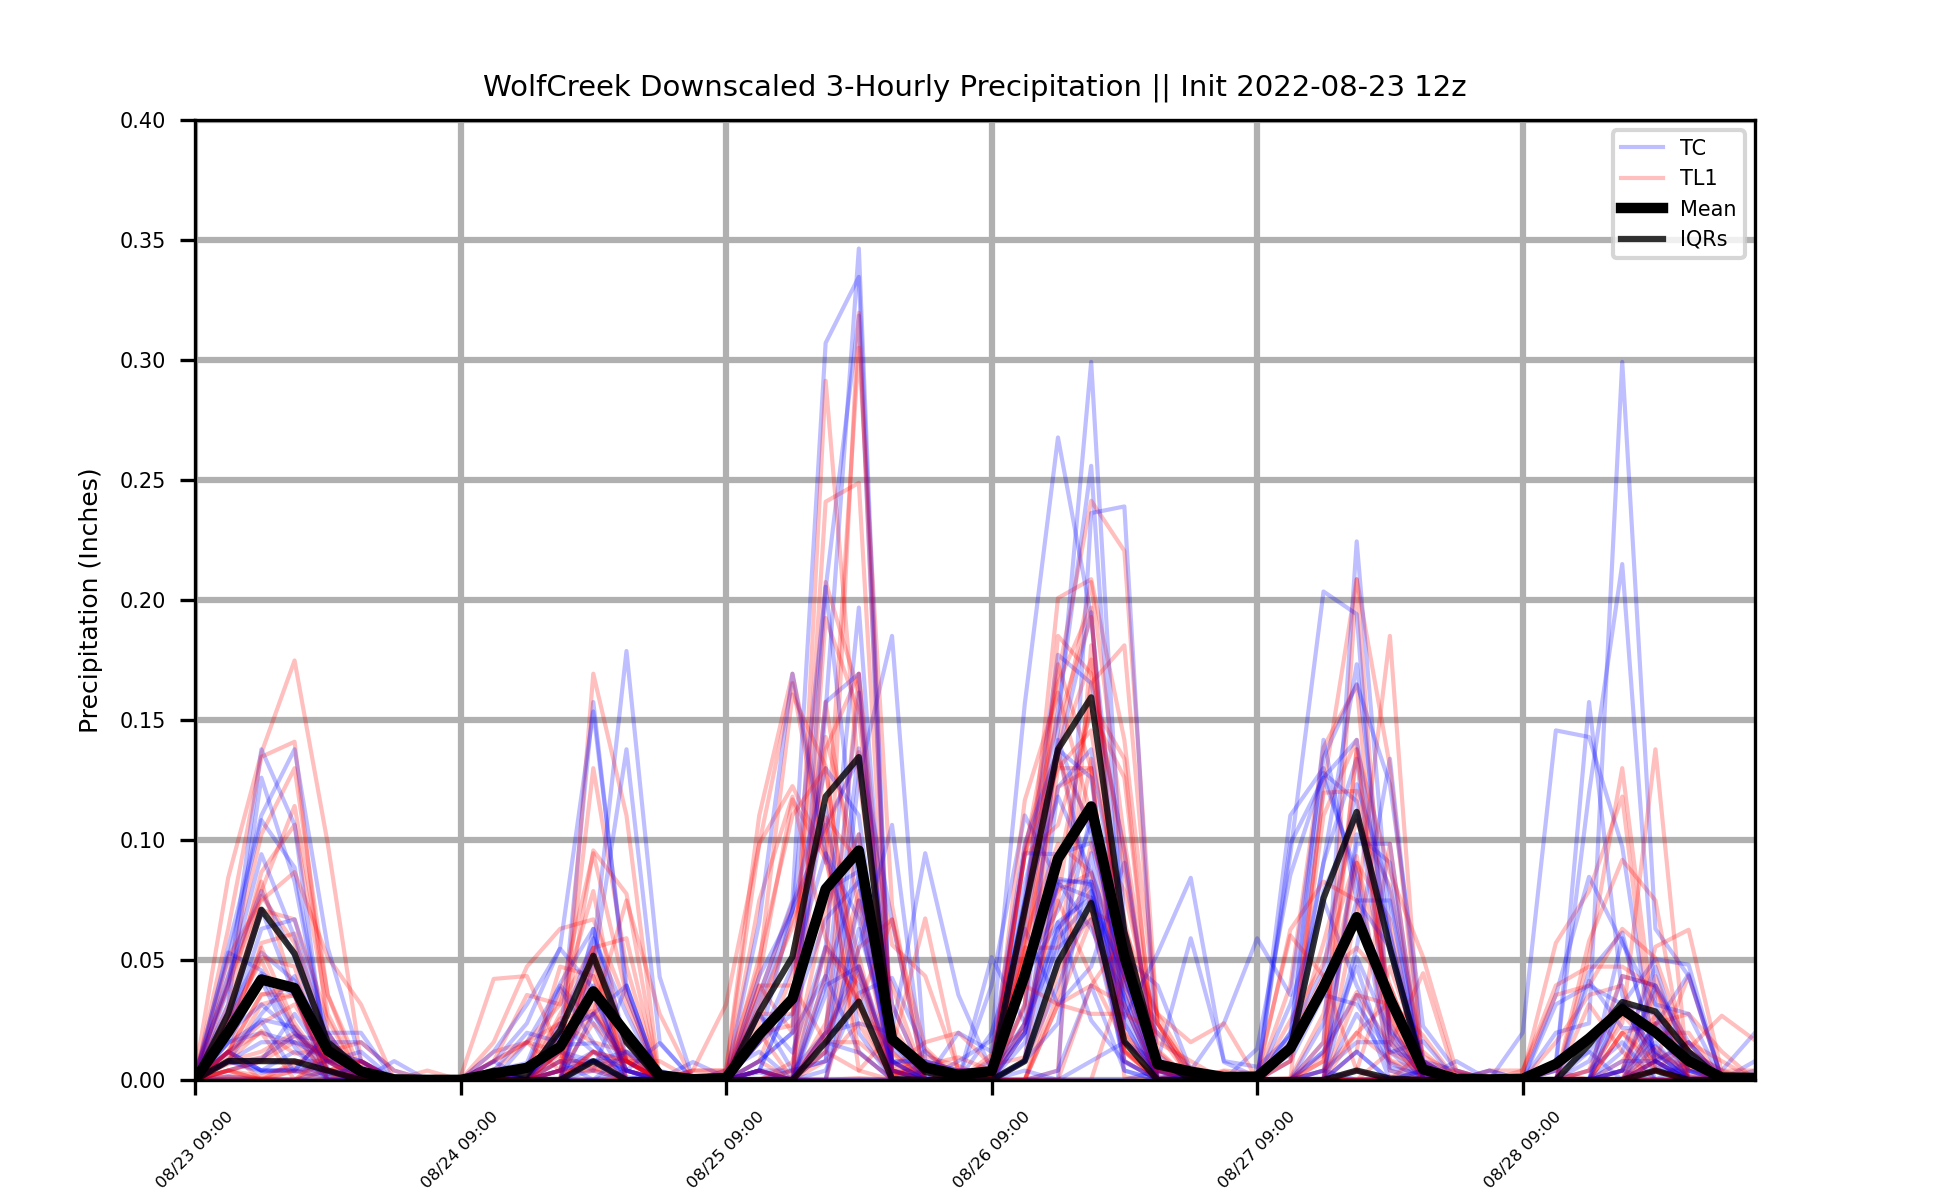 WolfCreek Downscaled 3-Hourly Precipitation || Init 2022-08-23 12z
TC
TL1
Mean
IQRs
Precipitation (Inches)
0.40
0.35
0.30
0.25
0.20
0.15
0.10
0.05
0.00
08/23 09:00
08/24 09:00
08/25 09:00
08/26 09:00
08/27 09:00
08/28 09:00